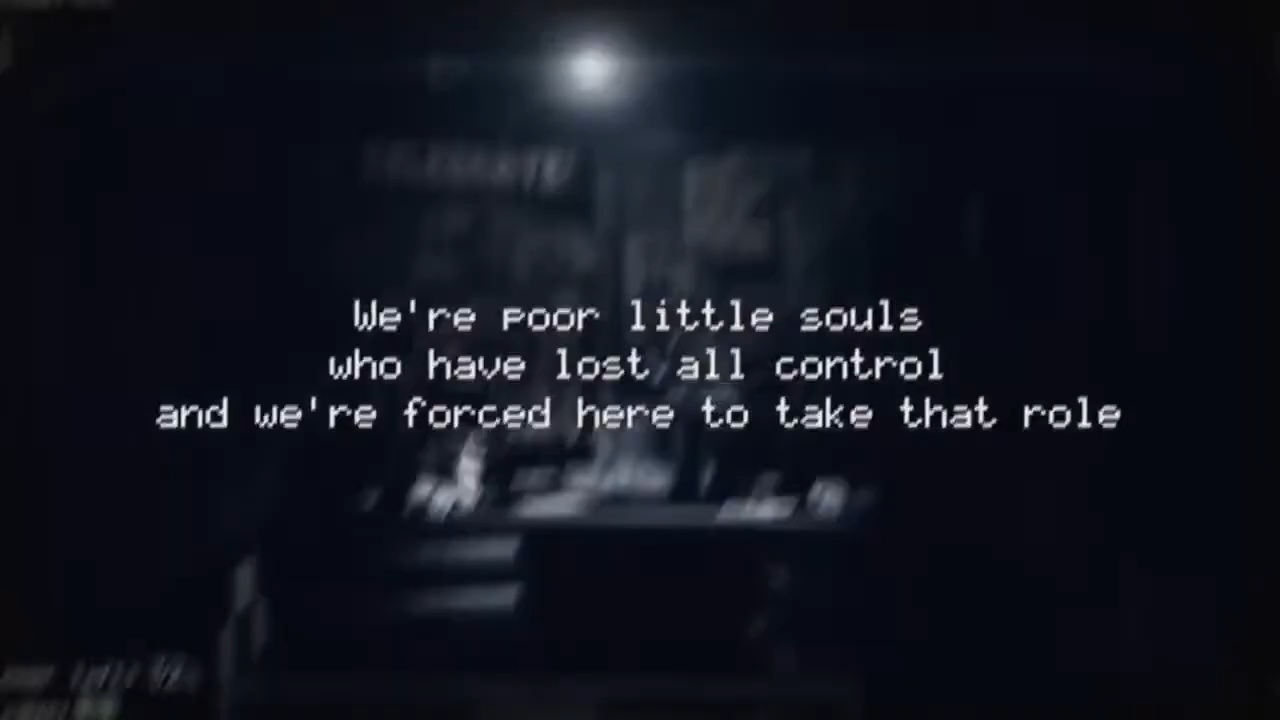 We're poor little souls
who have lost all control
and we're forced here to take that role